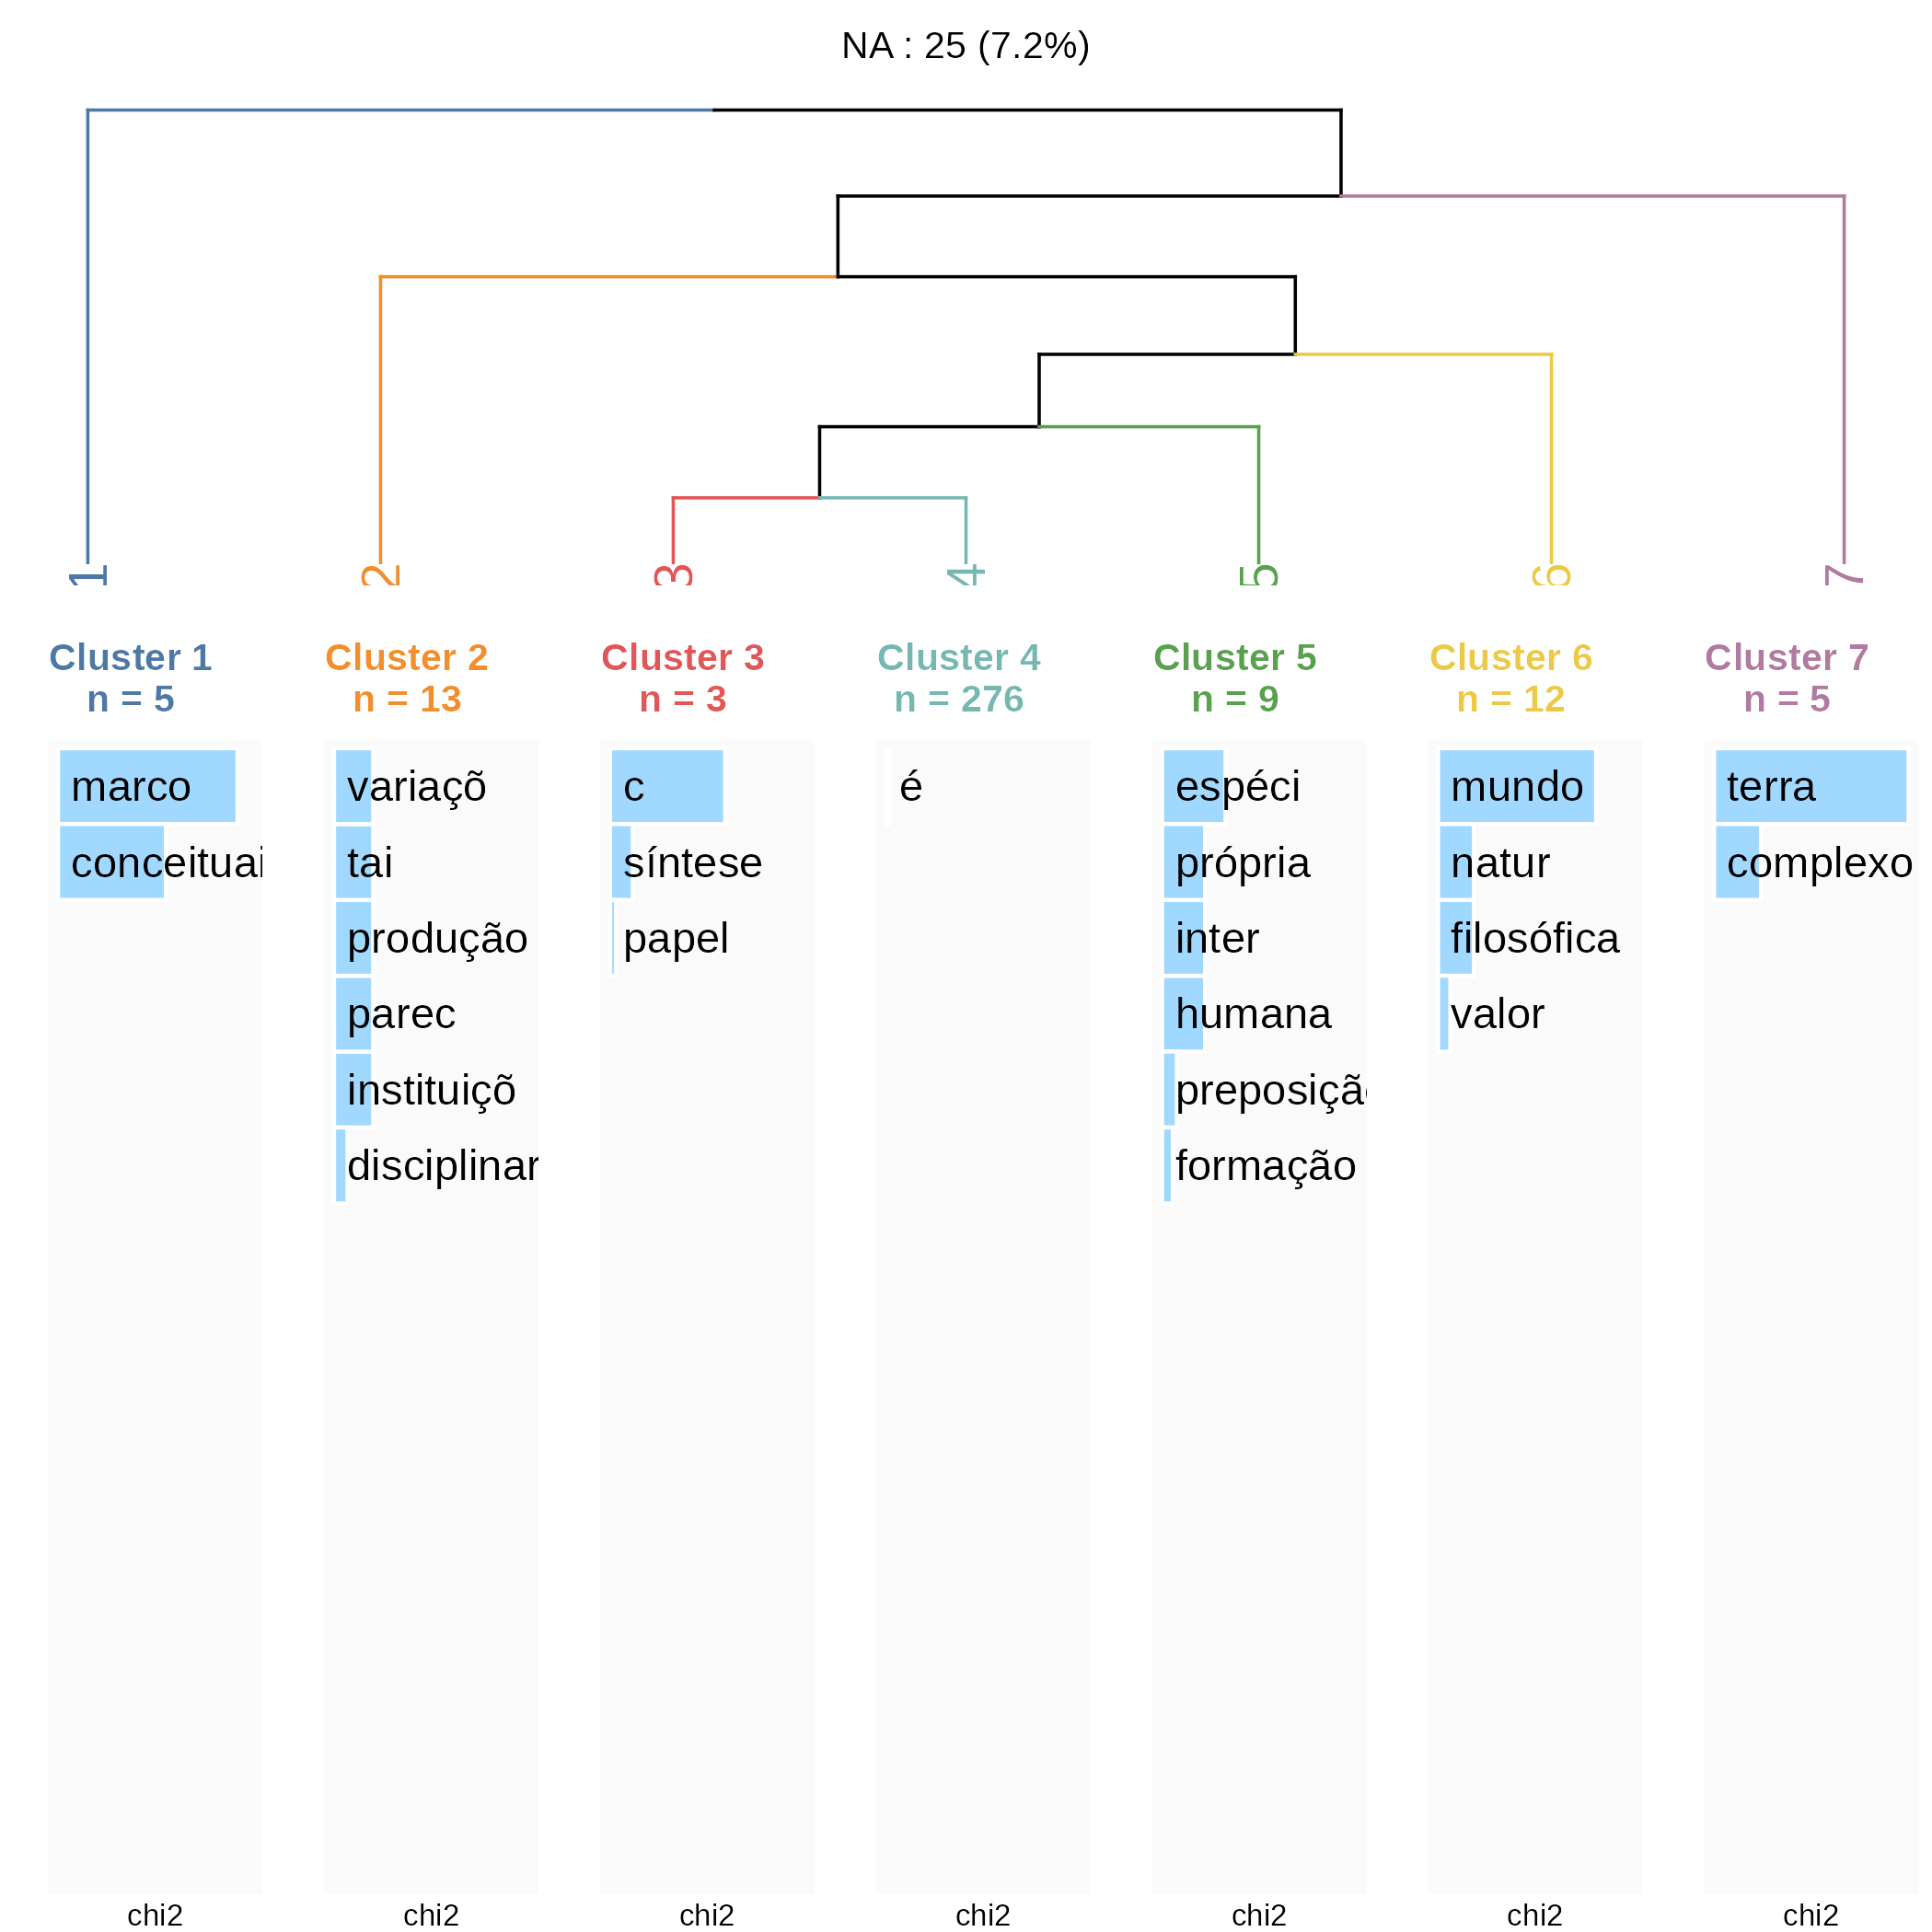 NA : 25 (7.2%)
1 2 3 4 5 6 7
Cluster 1
n = 5
marco
conceituai
chi2
Cluster 2
n = 13
variaçõ
tai
produção
parec
instituiçõ
disciplinar
chi2
Cluster 3
n = 3
c
síntese
papel
chi2
Cluster 4
n = 276
é
chi2
Cluster 5
n = 9
espéci
própria
inter
humana
preposiçã
formação
chi2
Cluster 6
n = 12
mundo
natur
filosófica
valor
chi2
Cluster 7
n = 5
terra
complexo
chi2